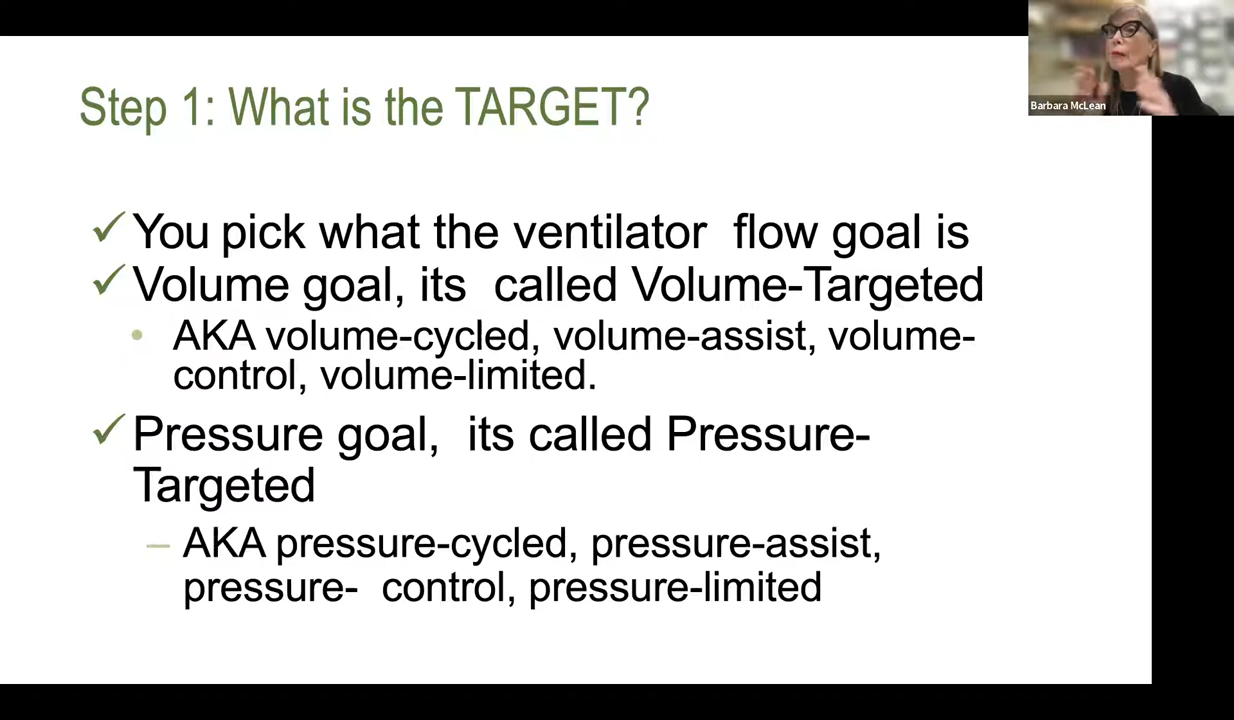 Step 1: What is the TARGET?
Barbara McLean
You pick what the ventilator flow goal is
Volume goal, its called Volume-Targeted
AKA volume-cycled, volume-assist, volume-
control, volume-limited.
Pressure goal, its called Pressure-
Targeted
AKA pressure-cycled, pressure-assist,
pressure- control, pressure-limited